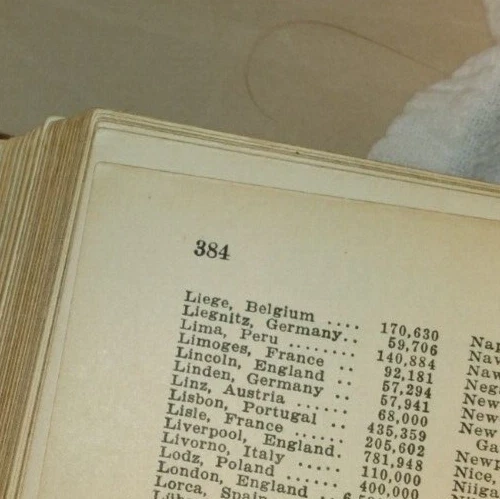 384
Liege, Belgium .... 170,630
Liegnitz, Germany.. 59,706
Lima, Peru ........ 140,884
Limoges, France .. 92,181
Lincoln, England .. 57,294
Linden, Germany .. 57,941
Linz, Austria ...... 68,000
Lisbon, Portugal .. 435,359
Lisle, France ...... 205,602
Liverpool, England. 781,948
Livorno, Italy ..... 110,000
Lodz, Poland ...... 400,000
London, England
Lorca,
Nav
Naw
New
New
New
Ga
Newp
Nice,
Niiga